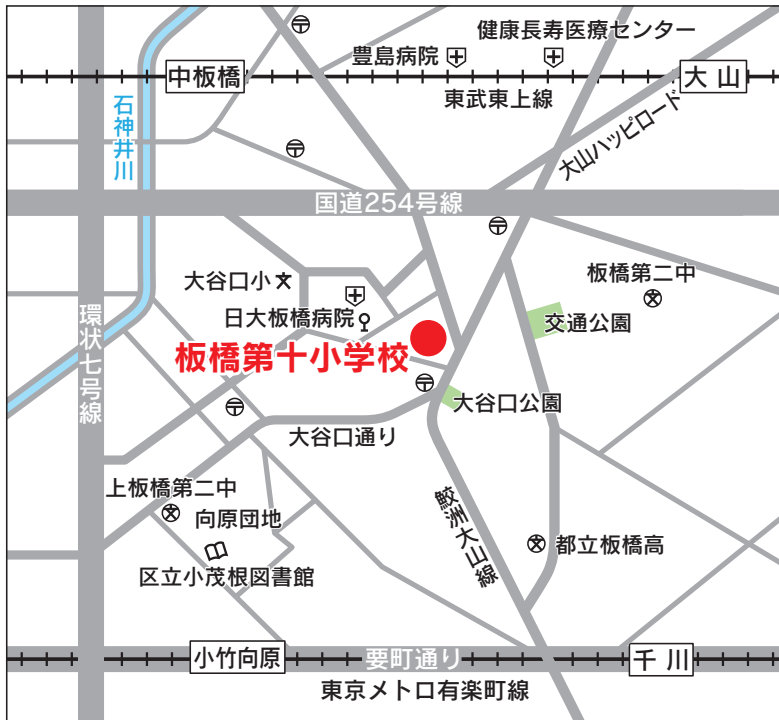 健康長寿医療センター
豊島病院
中板橋
大山
東武東上線
石神井川
大山ハッピロード
国道254号線
大谷口小
板橋第二中
日大板橋病院
交通公園
環状七号線
板橋第十小学校
大谷口公園
大谷口通り
上板橋第二中
向原団地
鮫洲大山線
都立板橋高
区立小茂根図書館
小竹向原
要町通り
千川
東京メトロ有楽町線